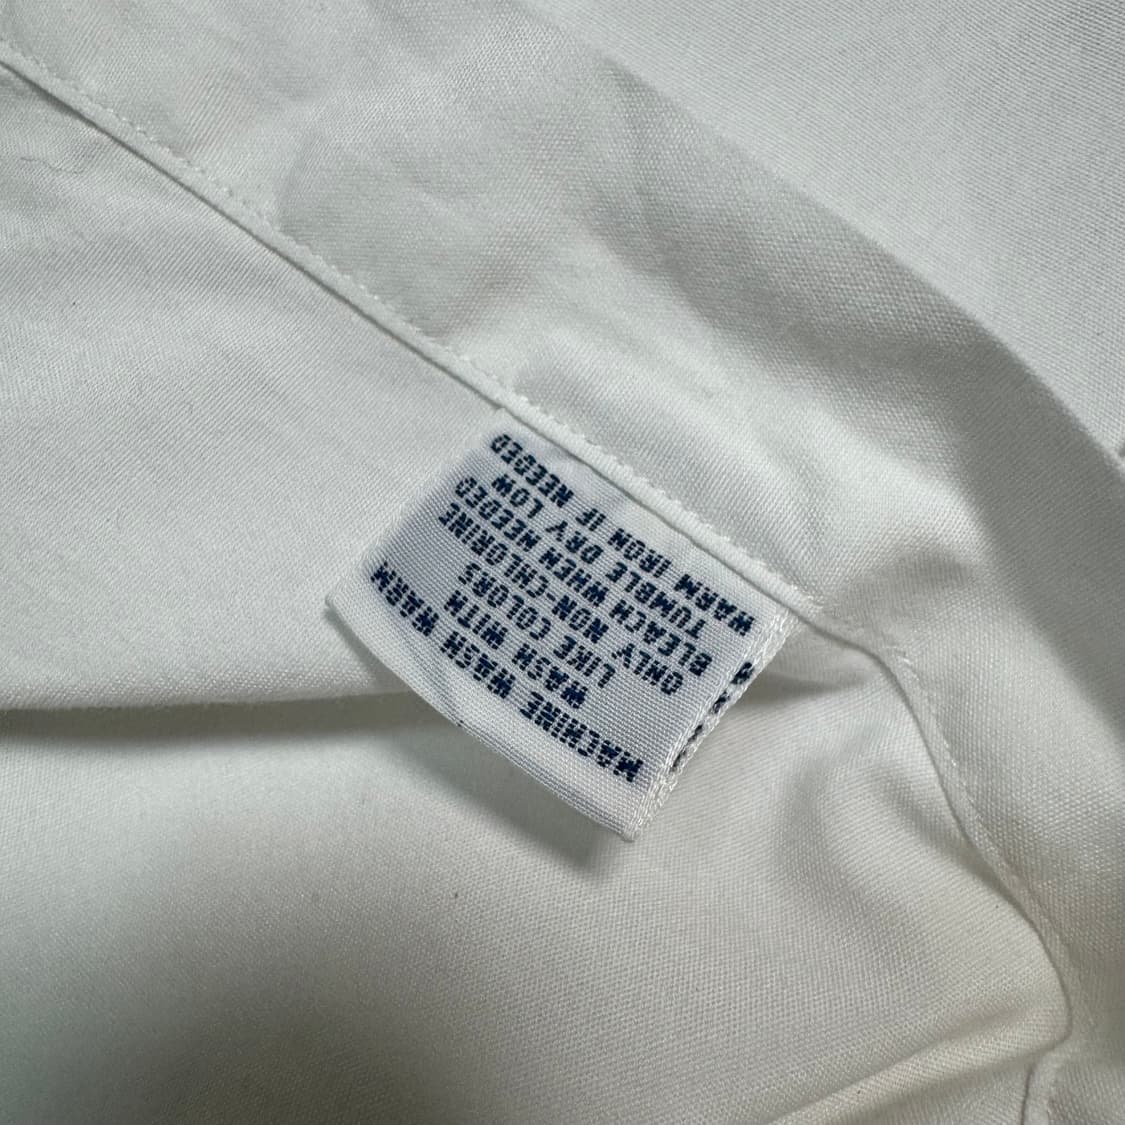 MACHINE WASH WARM
WASH WITH
LIKE COLORS
ONLY NON-CHLORINE
BLEACH WHEN NEEDED
TUMBLE DRY LOW
WARM IRON IF NEEDED